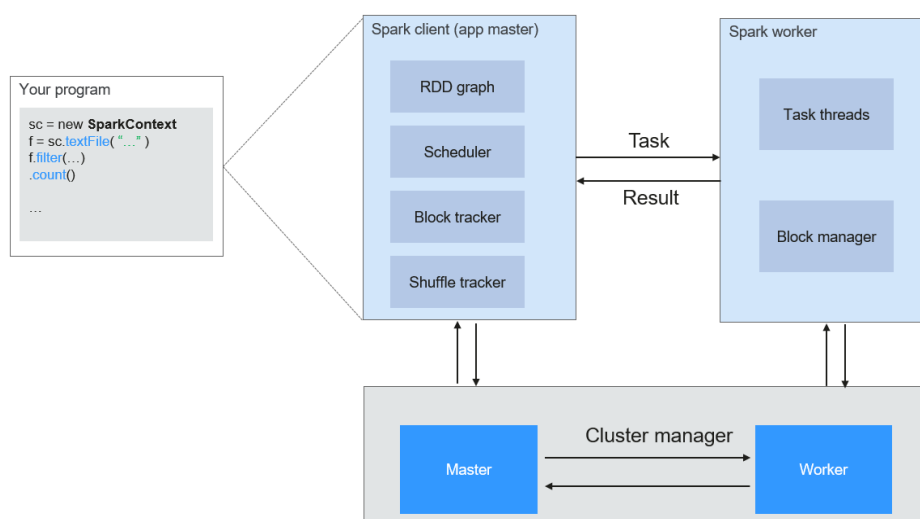 Your program
sc = new SparkContext
f = sc.textFile( “…” )
f.filter(…)
.count()
…
Spark client (app master)
RDD graph
Scheduler
Block tracker
Shuffle tracker
Task
Result
Spark worker
Task threads
Block manager
Cluster manager
Master
Worker